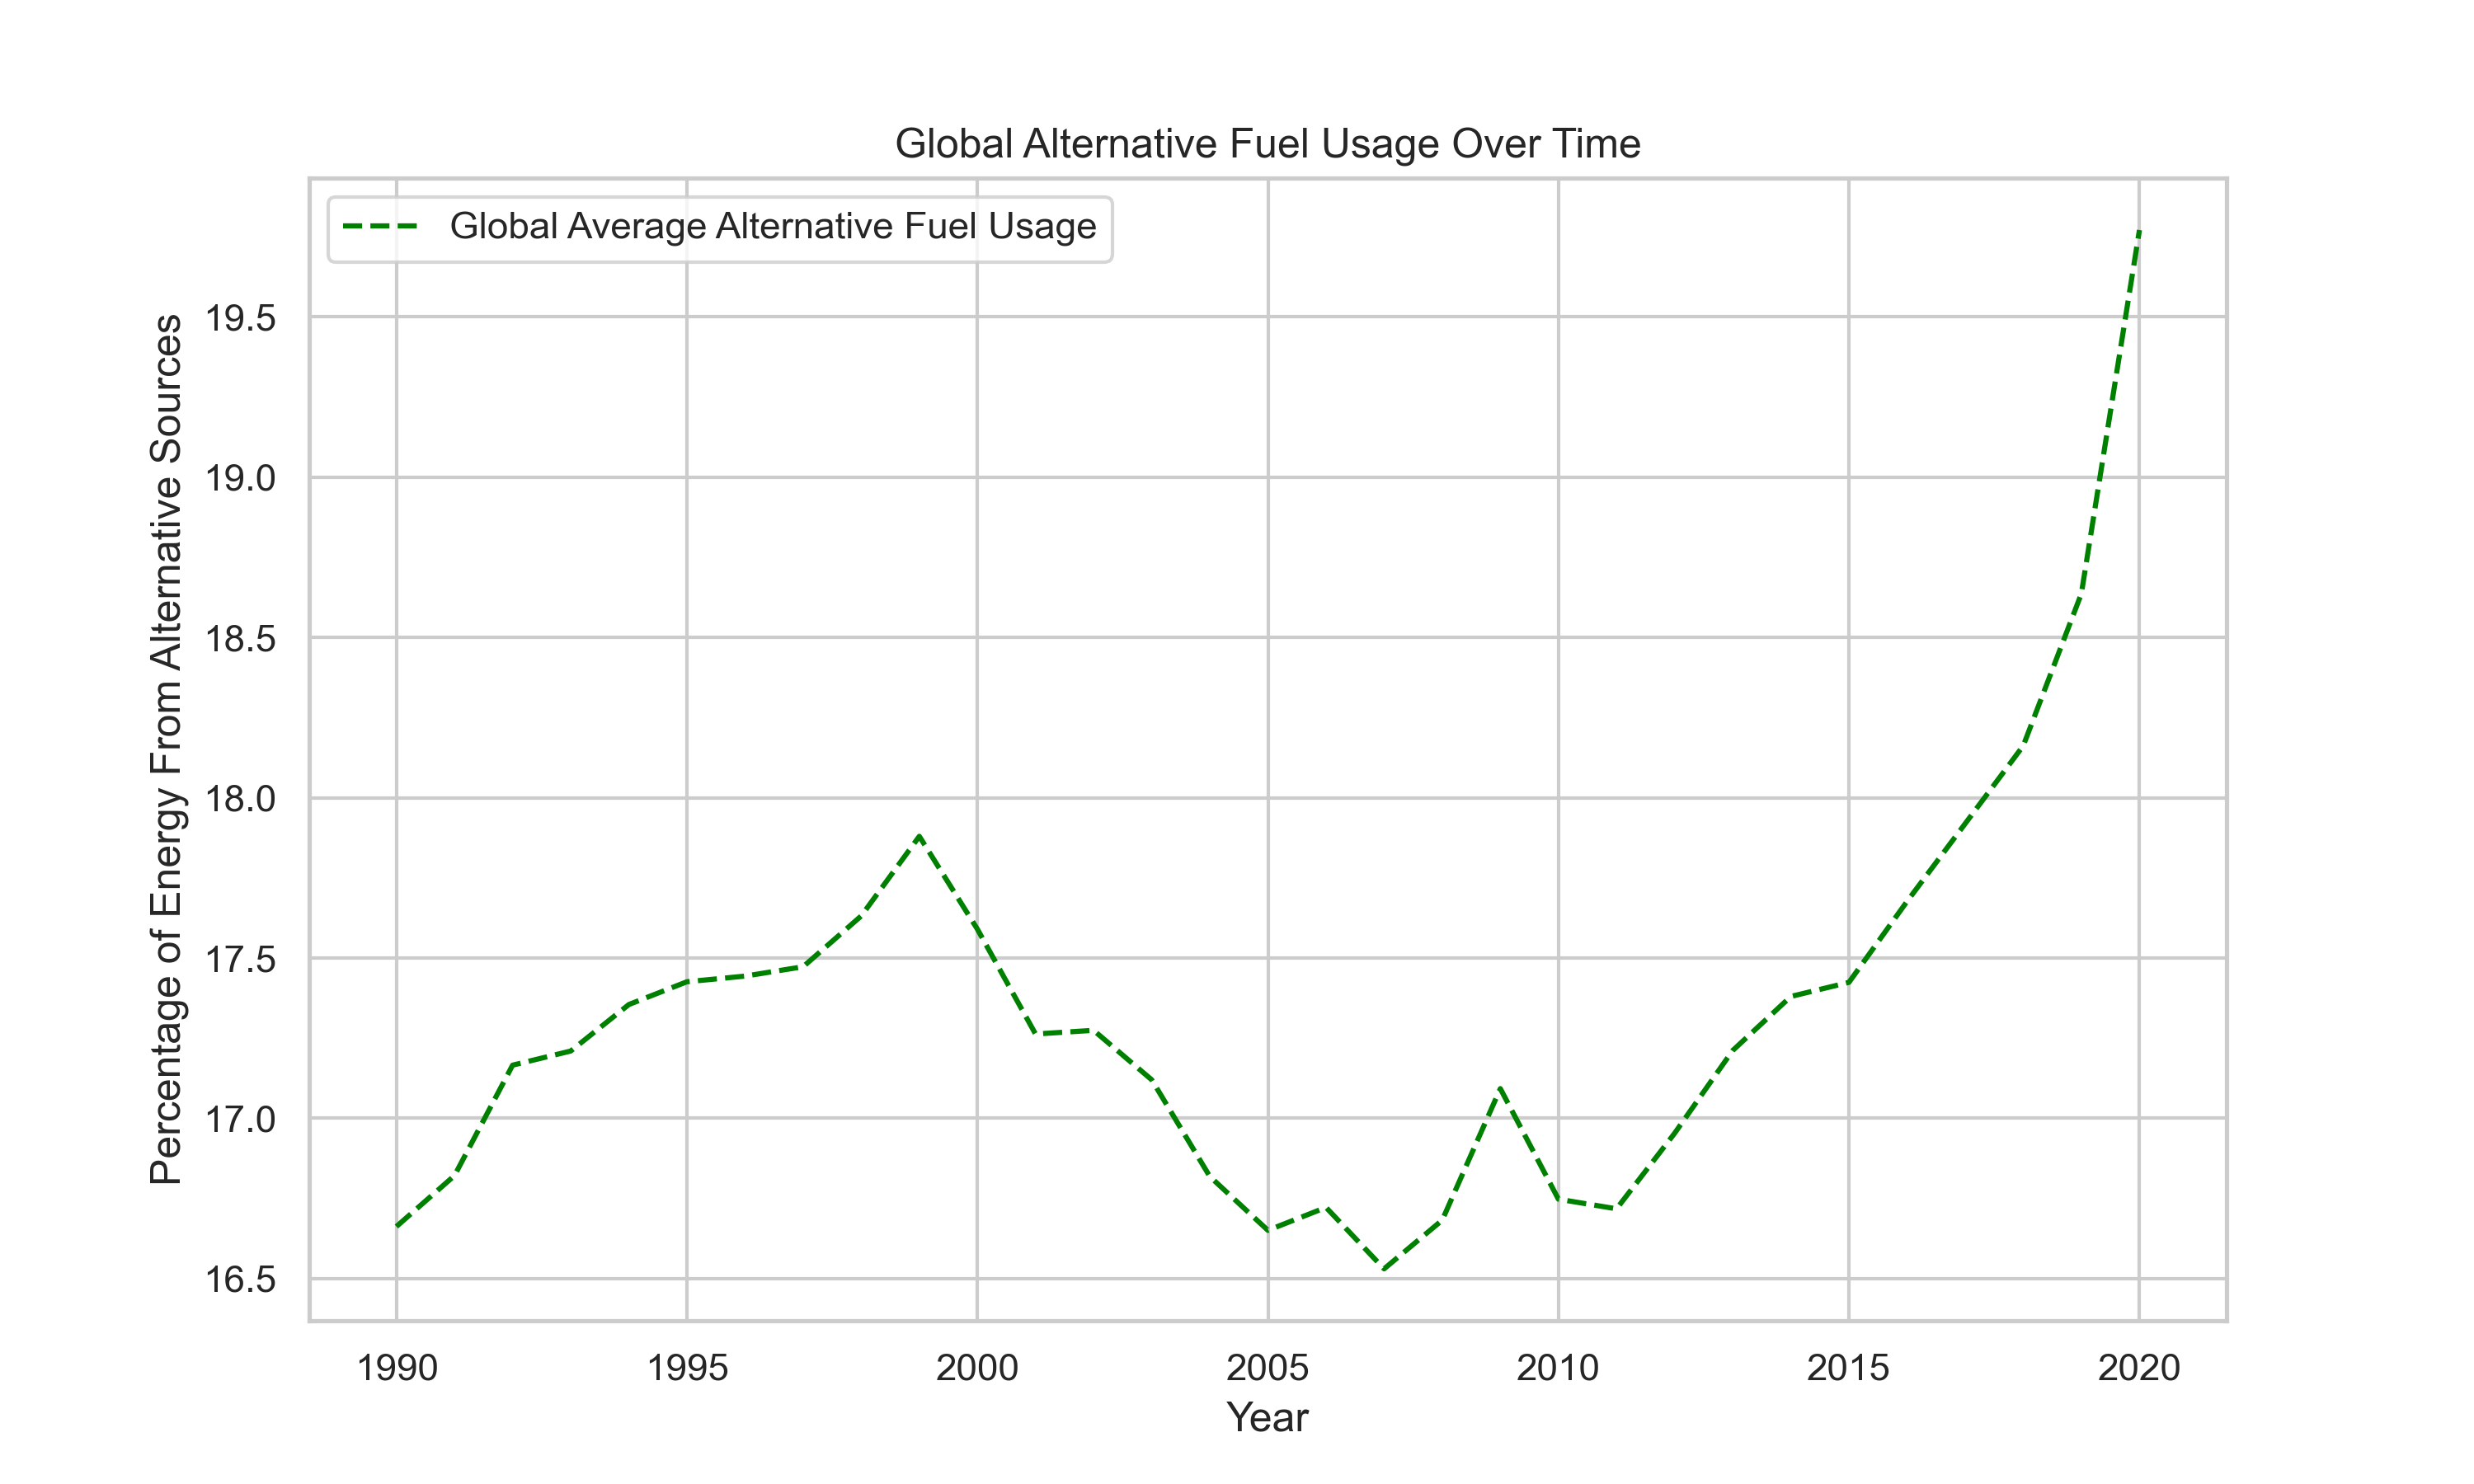 Global Alternative Fuel Usage Over Time
Global Average Alternative Fuel Usage
Percentage of Energy From Alternative Sources
19.5
19.0
18.5
18.0
17.5
17.0
16.5
1990 1995 2000 2005 2010 2015 2020
Year